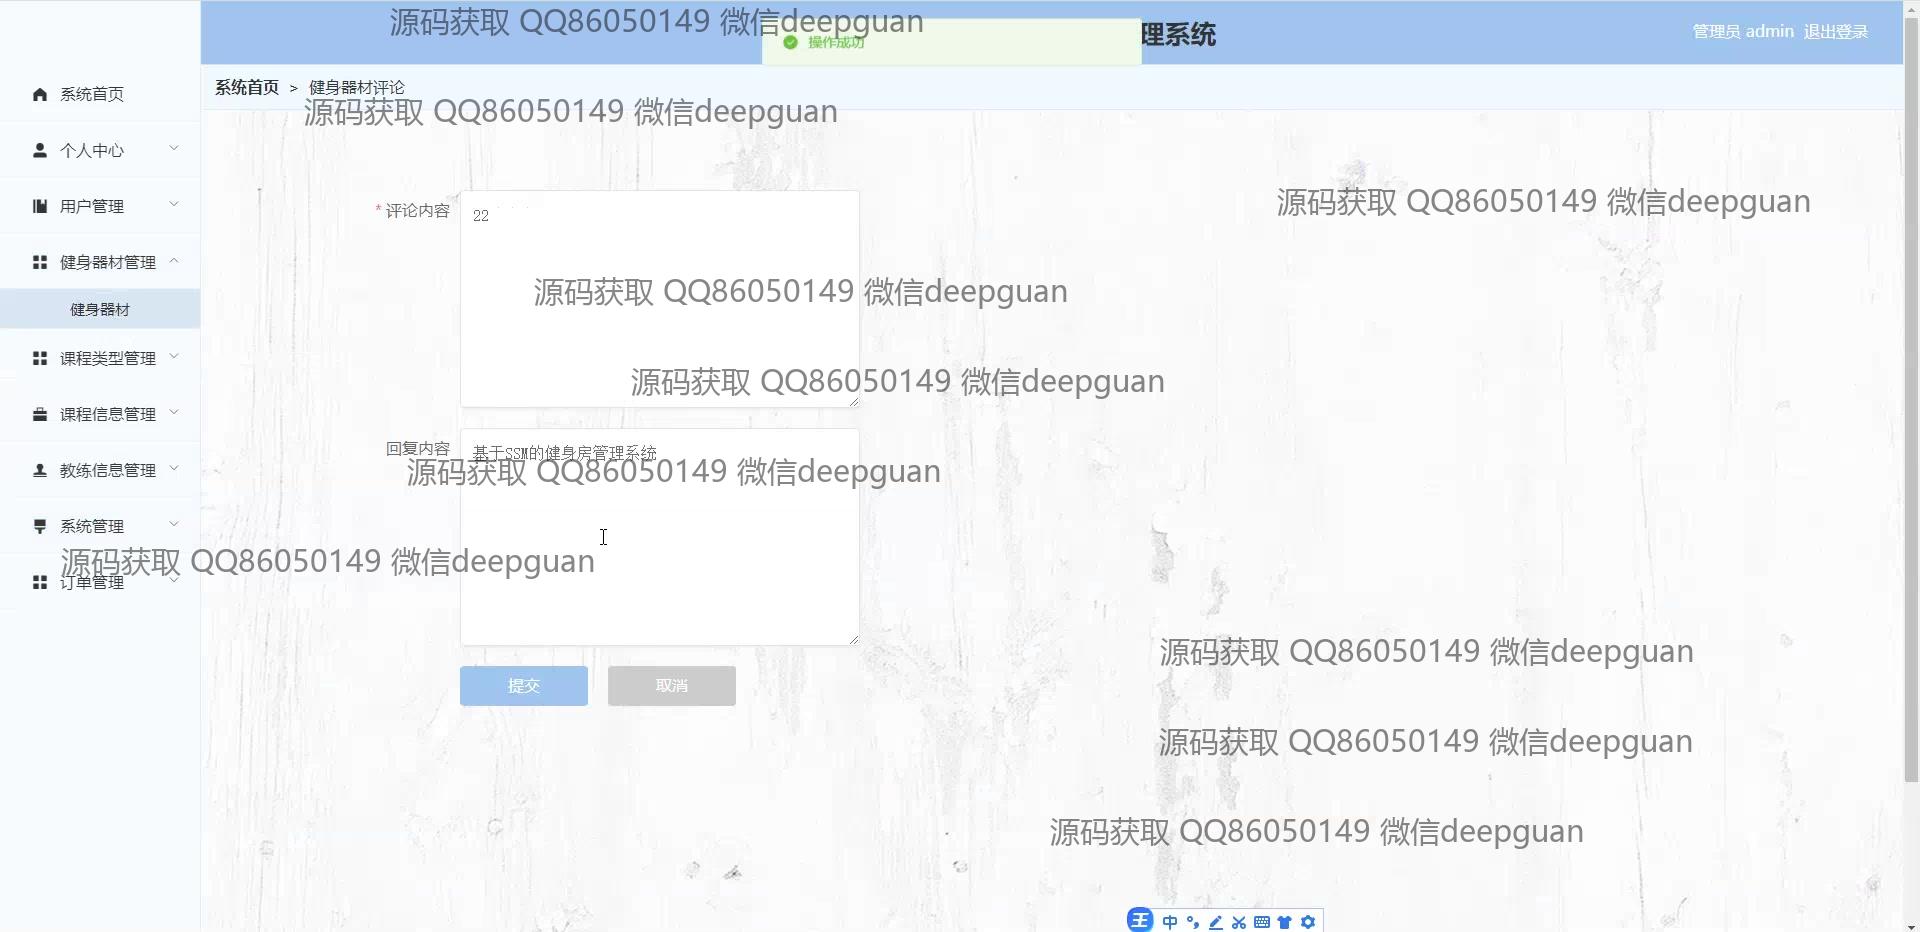 源码获取 QQ86050149 微信deepguan
操作成功
理系统
管理员 admin 退出登录
系统首页 > 健身器材评论
源码获取 QQ86050149 微信deepguan
系统首页
个人中心
用户管理
健身器材管理
健身器材
课程类型管理
课程信息管理
教练信息管理
系统管理
订单管理
源码获取 QQ86050149 微信deepguan
* 评论内容
22
源码获取 QQ86050149 微信deepguan
源码获取 QQ86050149 微信deepguan
回复内容
基于SSM的健身房管理系统
源码获取 QQ86050149 微信deepguan
源码获取 QQ86050149 微信deepguan
源码获取 QQ86050149 微信deepguan
提交
取消
源码获取 QQ86050149 微信deepguan
源码获取 QQ86050149 微信deepguan
王 中